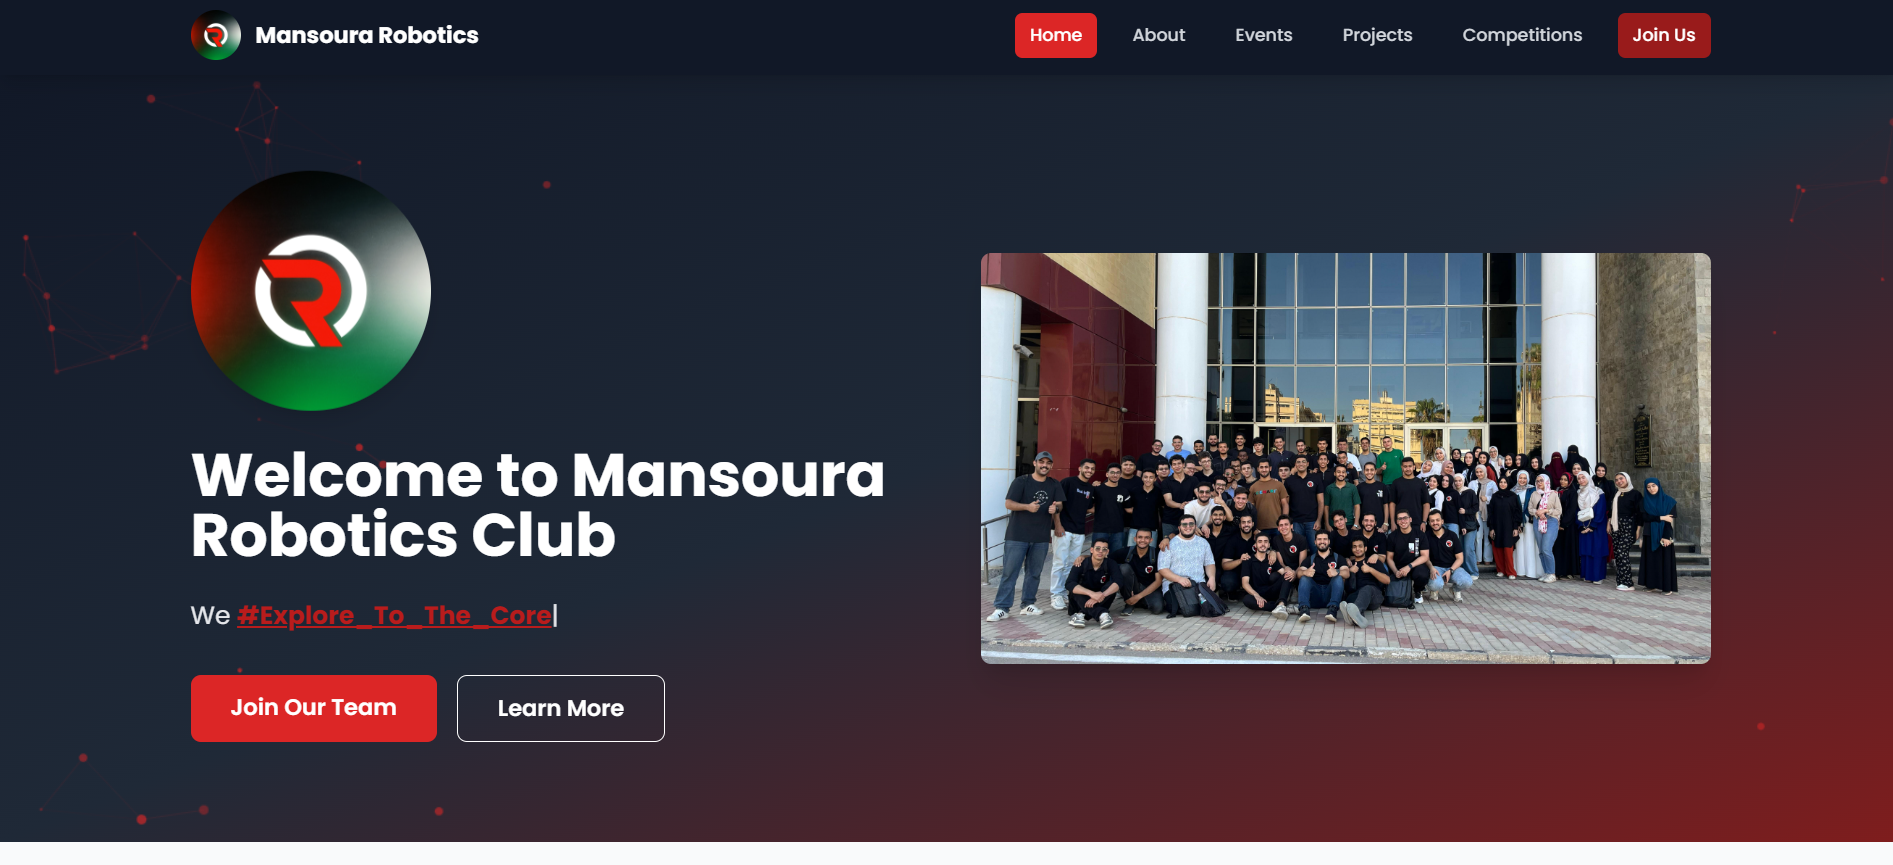 Mansoura Robotics
Home
About
Events
Projects
Competitions
Join Us
Welcome to Mansoura
Robotics Club
We #Explore_To_The_Core|
Join Our Team
Learn More